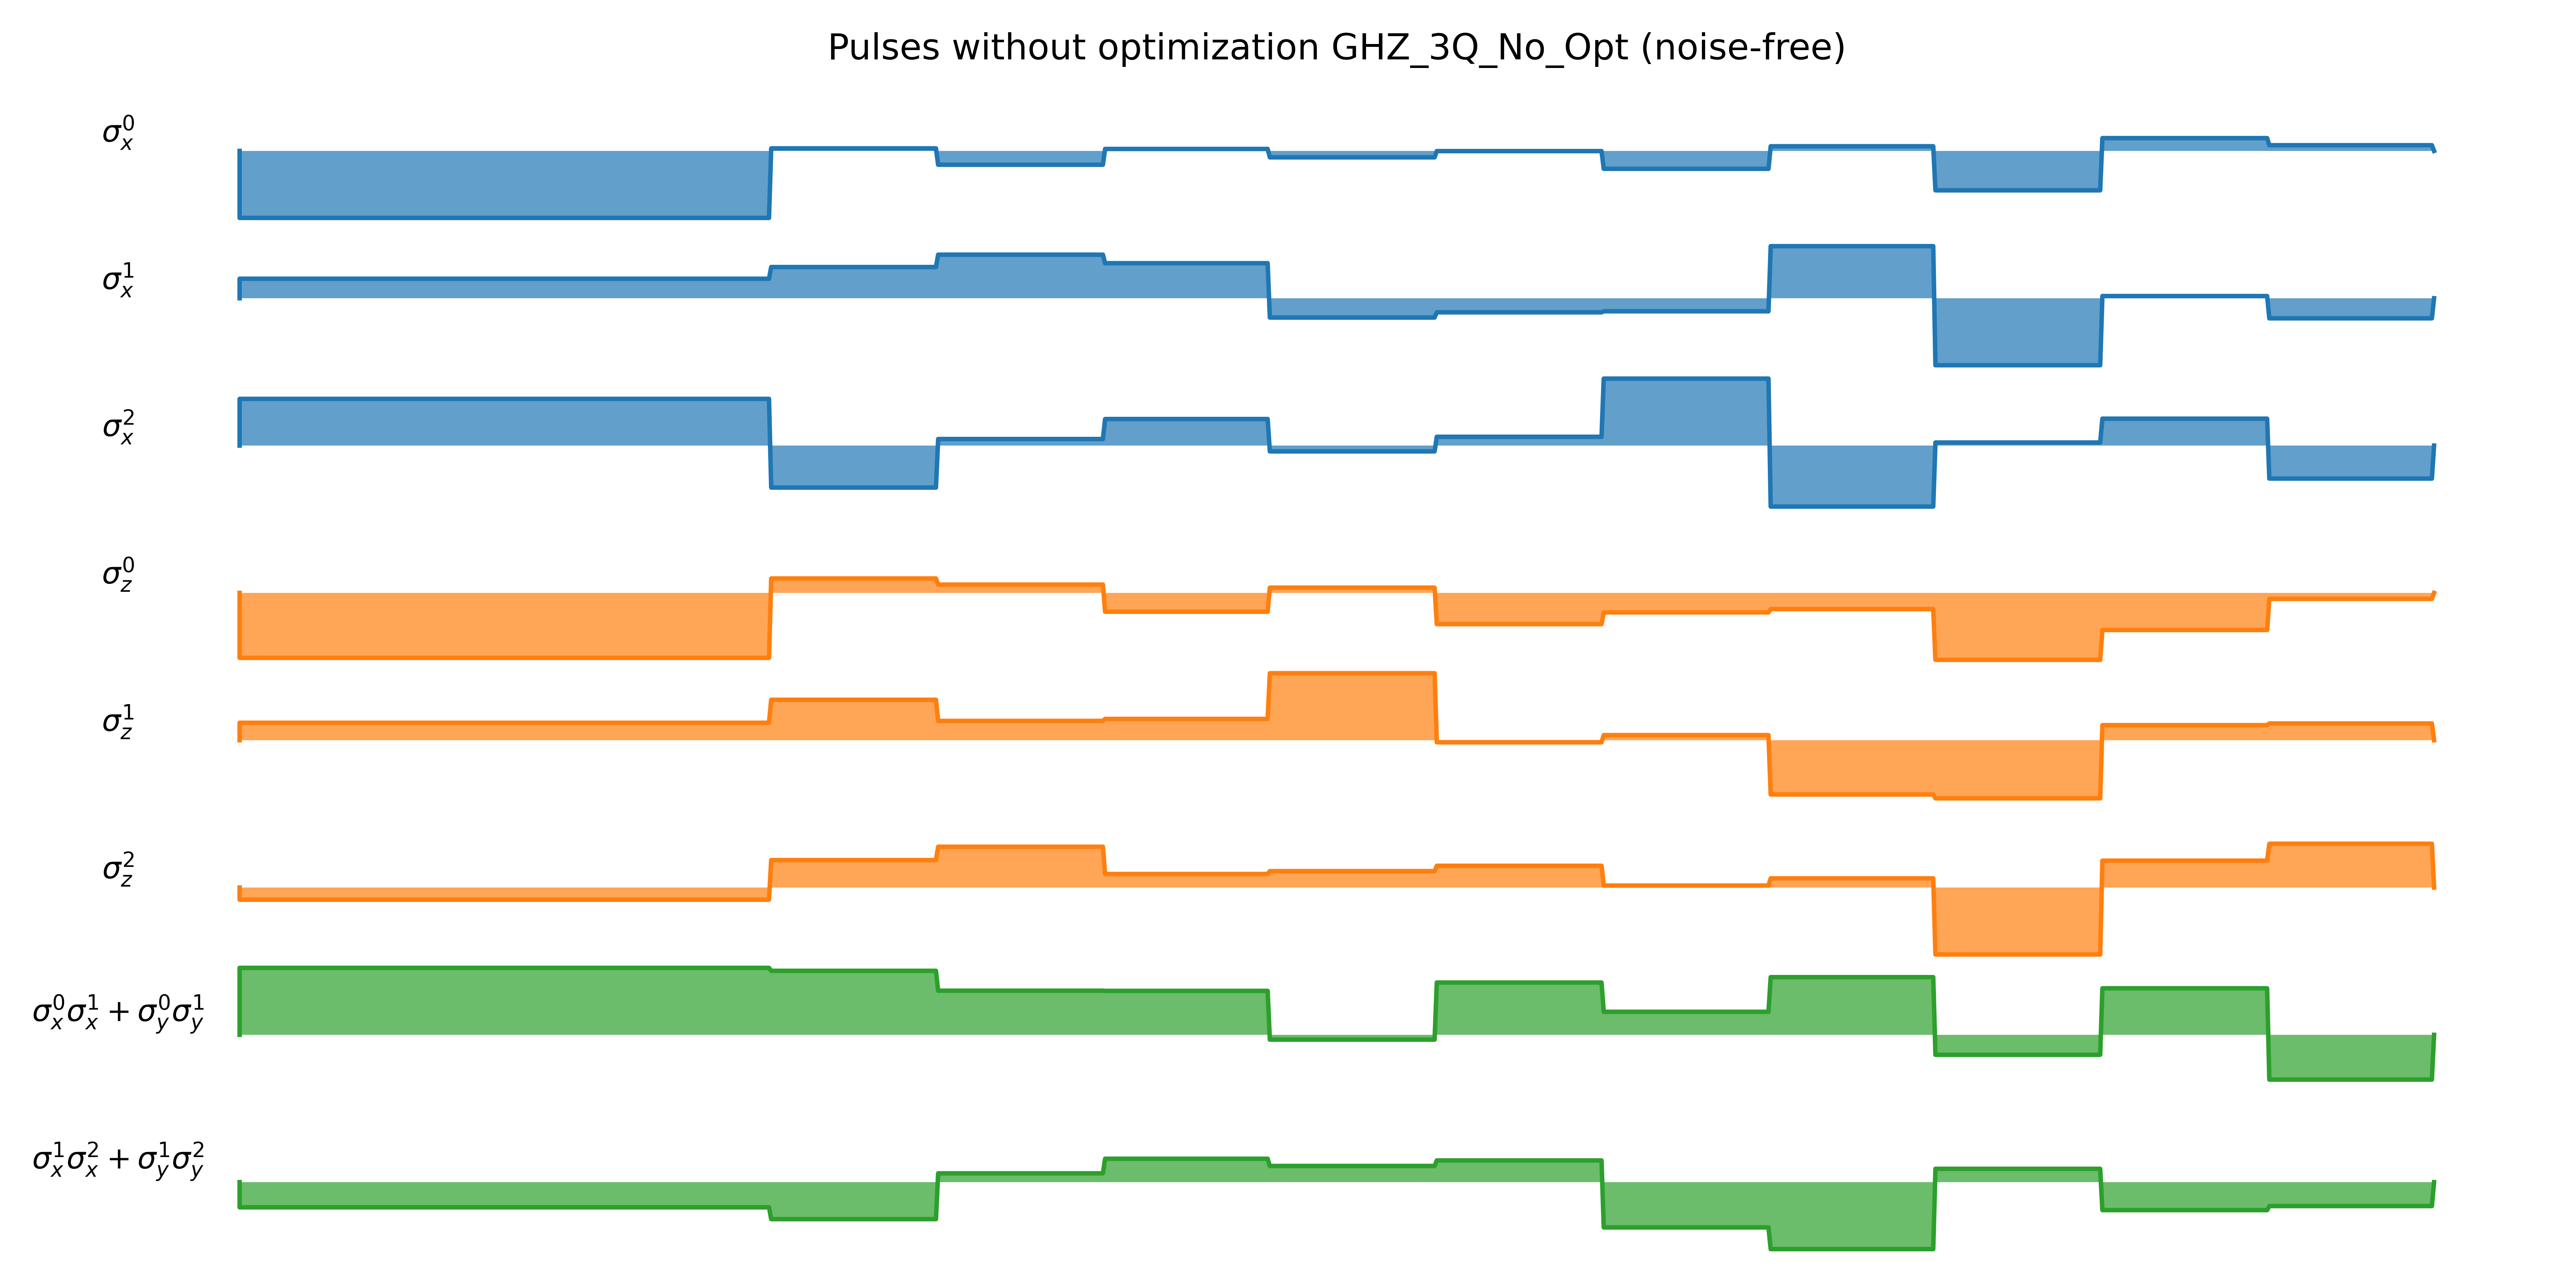 Pulses without optimization GHZ_3Q_No_Opt (noise-free)
σ_x^0
σ_x^1
σ_x^2
σ_z^0
σ_z^1
σ_z^2
σ_x^0σ_x^1 + σ_y^0σ_y^1
σ_x^1σ_x^2 + σ_y^1σ_y^2